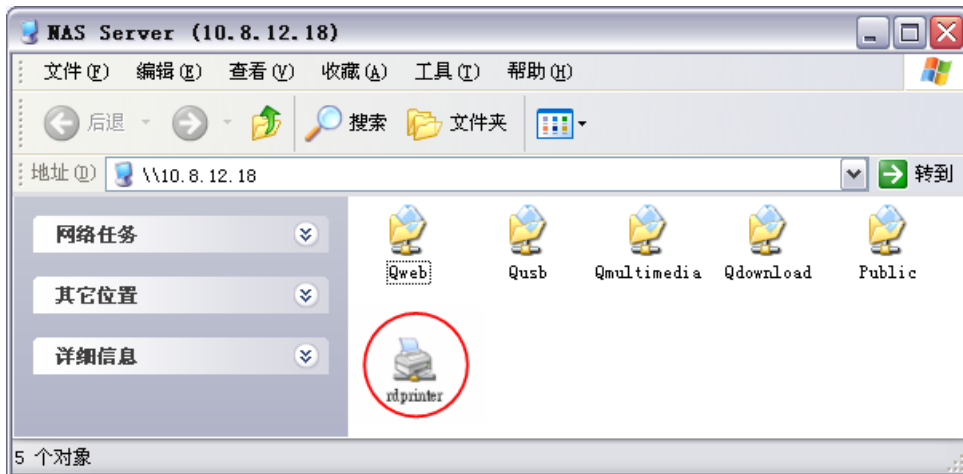 NAS Server (10.8.12.18)
文件(F) 编辑(E) 查看(V) 收藏(A) 工具(T) 帮助(H)
后退 搜索 文件夹
地址(D) \\10.8.12.18 转到
网络任务
其它位置
详细信息
Qweb Qusb Qmultimedia Qdownload Public
rdprinter
5 个对象